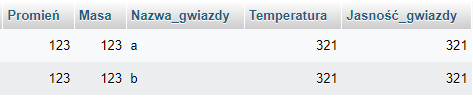 Promień Masa Nazwa_gwiazdy Temperatura Jasność_gwiazdy
123 123 a 321 321
123 123 b 321 321